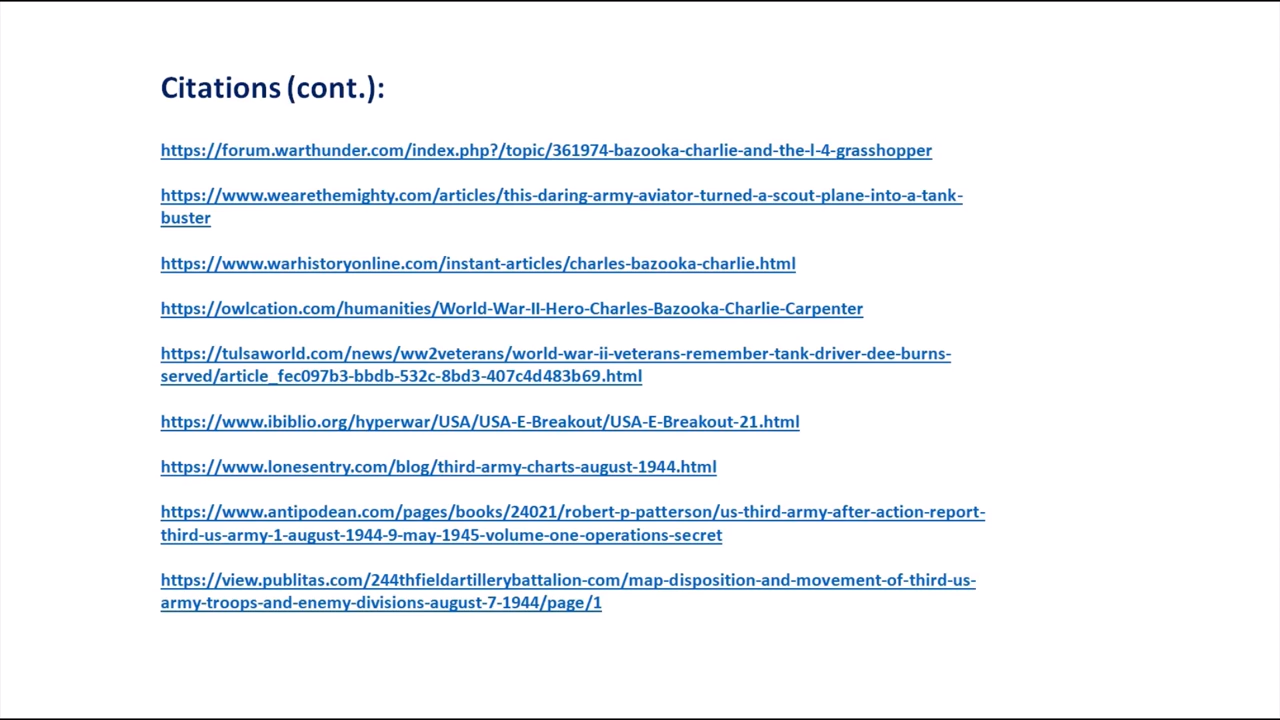 Citations (cont.):
https://forum.warthunder.com/index.php?/topic/361974-bazooka-charlie-and-the-l-4-grasshopper
https://www.wearethemighty.com/articles/this-daring-army-aviator-turned-a-scout-plane-into-a-tank-
buster
https://www.warhistoryonline.com/instant-articles/charles-bazooka-charlie.html
https://owlcation.com/humanities/World-War-II-Hero-Charles-Bazooka-Charlie-Carpenter
https://tulsaworld.com/news/ww2veterans/world-war-ii-veterans-remember-tank-driver-dee-burns-
served/article_fec097b3-bbdb-532c-8bd3-407c4d483b69.html
https://www.ibiblio.org/hyperwar/USA/USA-E-Breakout/USA-E-Breakout-21.html
https://www.lonesentry.com/blog/third-army-charts-august-1944.html
https://www.antipodean.com/pages/books/24021/robert-p-patterson/us-third-army-after-action-report-
third-us-army-1-august-1944-9-may-1945-volume-one-operations-secret
https://view.publitas.com/244thfieldartillerybattalion-com/map-disposition-and-movement-of-third-us-
army-troops-and-enemy-divisions-august-7-1944/page/1